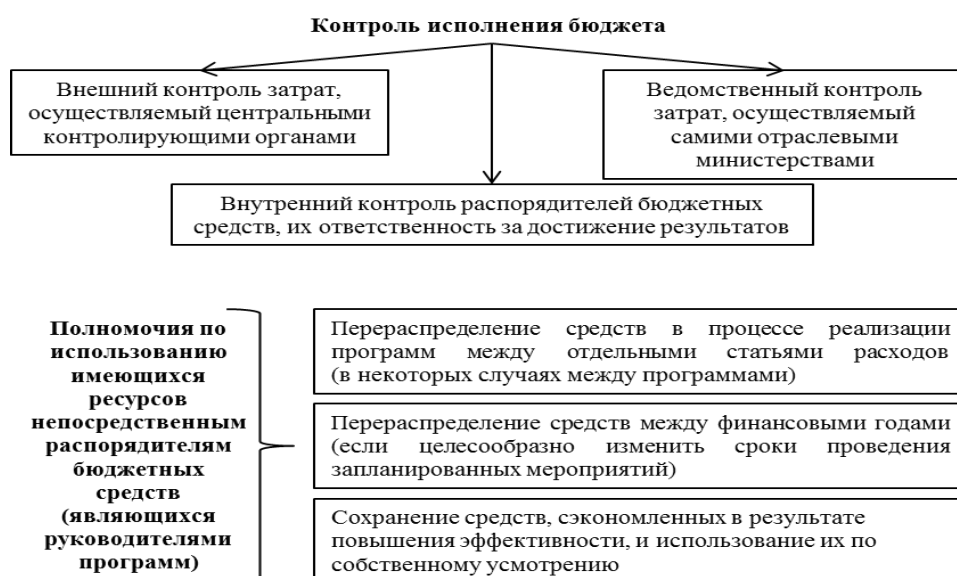 Контроль исполнения бюджета
Внешний контроль затрат,
осуществляемый центральными
контролирующими органами
Ведомственный контроль
затрат, осуществляемый
самими отраслевыми
министерствами
Внутренний контроль распорядителей бюджетных
средств, их ответственность за достижение результатов
Полномочия по
использованию
имеющихся
ресурсов
непосредственным
распорядителям
бюджетных
средств
(являющихся
руководителями
программ)
Перераспределение средств в процессе реализации
программ между отдельными статьями расходов
(в некоторых случаях между программами)
Перераспределение средств между финансовыми годами
(если целесообразно изменить сроки проведения
запланированных мероприятий)
Сохранение средств, сэкономленных в результате
повышения эффективности, и использование их по
собственному усмотрению